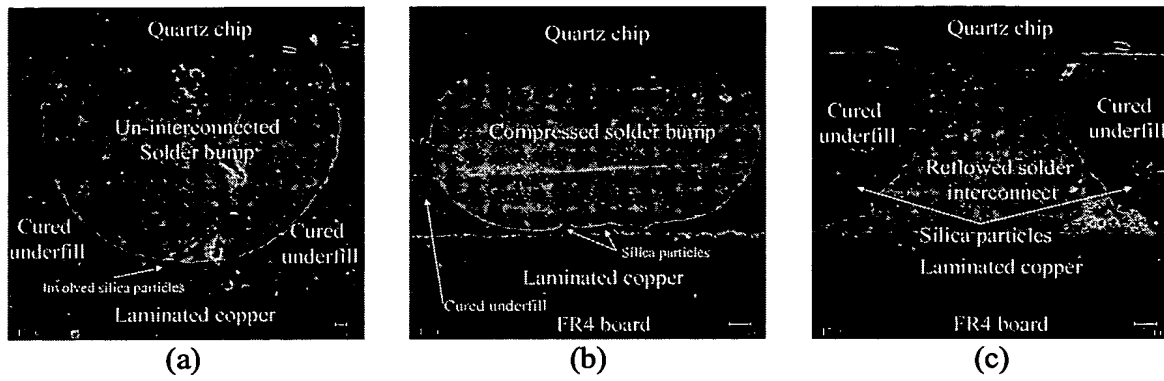 Quartz chip
Un-interconnected
Solder bump
Cured
underfill
Cured
underfill
Involved silica particles
Laminated copper
(a)
Quartz chip
Compressed solder bump
Silica particles
Laminated copper
Cured underfill
FR4 board
(b)
Quartz chip
Cured
underfill
Cured
underfill
Reflowed solder
interconnect
Silica particles
Laminated copper
FR4 board
(c)